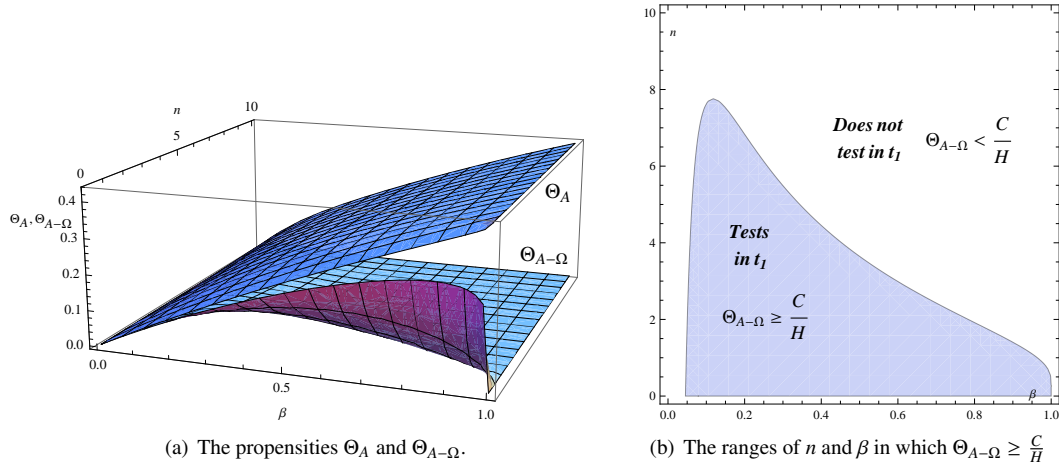 n
0
5
10
0.4
Θ_A, Θ_{A−Ω}
0.3
0.2
0.1
0.0
0.0
0.5
1.0
β
Θ_A
Θ_{A−Ω}
(a) The propensities Θ_A and Θ_{A−Ω}.
10
n
8
6
4
2
0
0.0
0.2
0.4
0.6
0.8
1.0
β
Does not
test in t_1
Θ_{A−Ω} < C/H
Tests
in t_1
Θ_{A−Ω} ≥ C/H
(b) The ranges of n and β in which Θ_{A−Ω} ≥ C/H